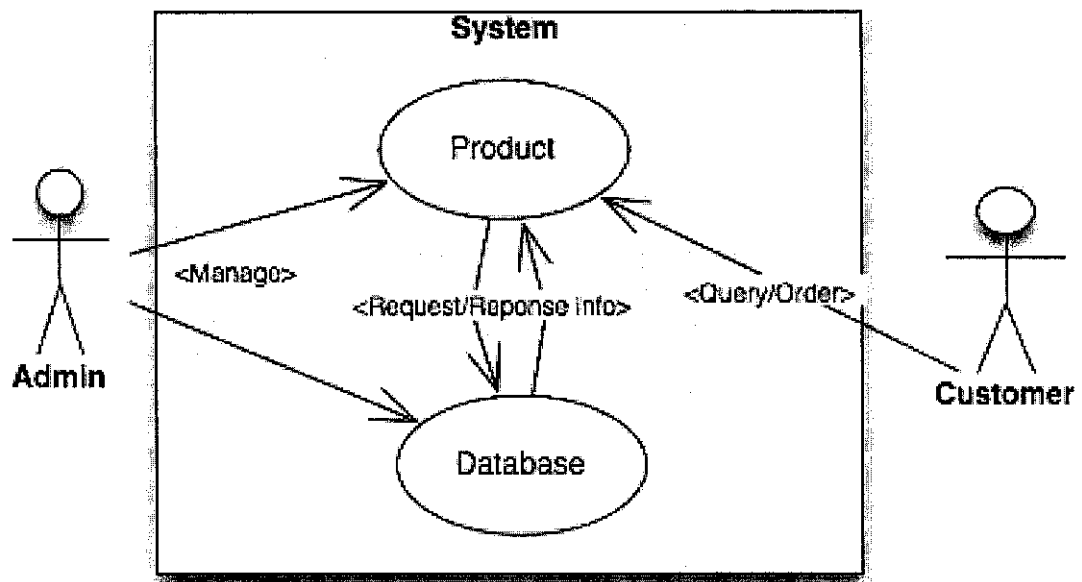 System
Product
<Manage>
<Request/Reponse Info>
<Query/Order>
Admin
Customer
Database